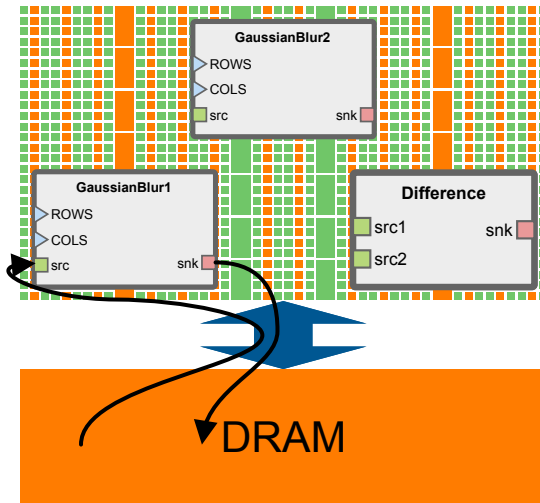 GaussianBlur2
ROWS
COLS
src snk
GaussianBlur1
ROWS
COLS
src snk
Difference
src1 snk
src2
DRAM